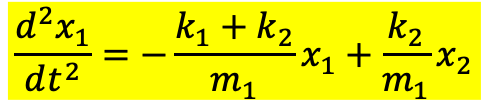 d²x₁/dt² = −(k₁ + k₂)/m₁ x₁ + k₂/m₁ x₂